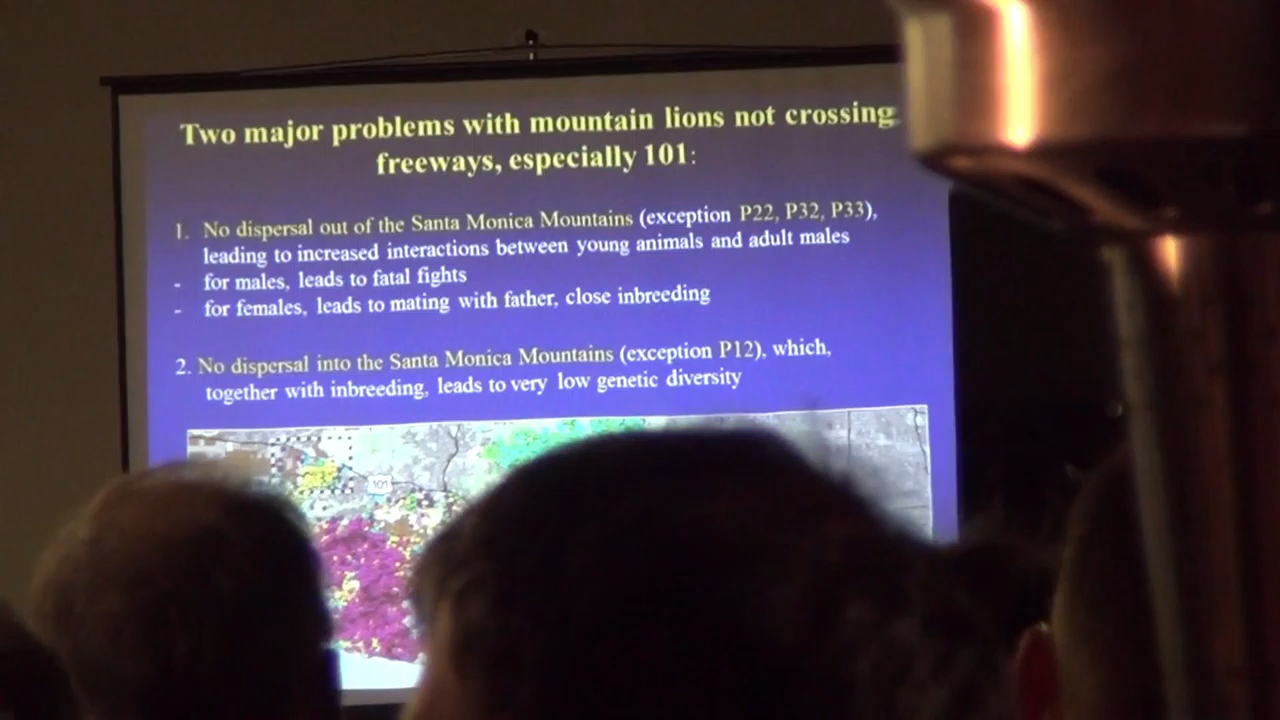 Two major problems with mountain lions not crossing
freeways, especially 101:
1. No dispersal out of the Santa Monica Mountains (exception P22, P32, P33),
leading to increased interactions between young animals and adult males
- for males, leads to fatal fights
- for females, leads to mating with father, close inbreeding
2. No dispersal into the Santa Monica Mountains (exception P12), which,
together with inbreeding, leads to very low genetic diversity
101